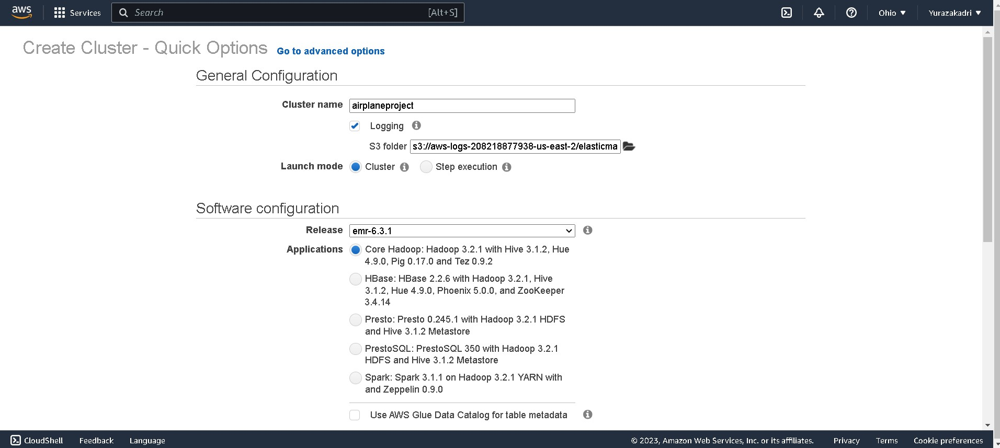 aws
Services
Search
[Alt+S]
Ohio ▼
Yurazakadri ▼
Create Cluster - Quick Options
Go to advanced options
General Configuration
Cluster name
airplaneproject
Logging
S3 folder
s3://aws-logs-208218877938-us-east-2/elasticma
Launch mode
Cluster
Step execution
Software configuration
Release
emr-6.3.1
Applications
Core Hadoop: Hadoop 3.2.1 with Hive 3.1.2, Hue
4.9.0, Pig 0.17.0 and Tez 0.9.2
HBase: HBase 2.2.6 with Hadoop 3.2.1, Hive
3.1.2, Hue 4.9.0, Phoenix 5.0.0, and ZooKeeper
3.4.14
Presto: Presto 0.245.1 with Hadoop 3.2.1 HDFS
and Hive 3.1.2 Metastore
PrestoSQL: PrestoSQL 350 with Hadoop 3.2.1
HDFS and Hive 3.1.2 Metastore
Spark: Spark 3.1.1 on Hadoop 3.2.1 YARN with
and Zeppelin 0.9.0
Use AWS Glue Data Catalog for table metadata
CloudShell
Feedback
Language
© 2023, Amazon Web Services, Inc. or its affiliates.
Privacy
Terms
Cookie preferences